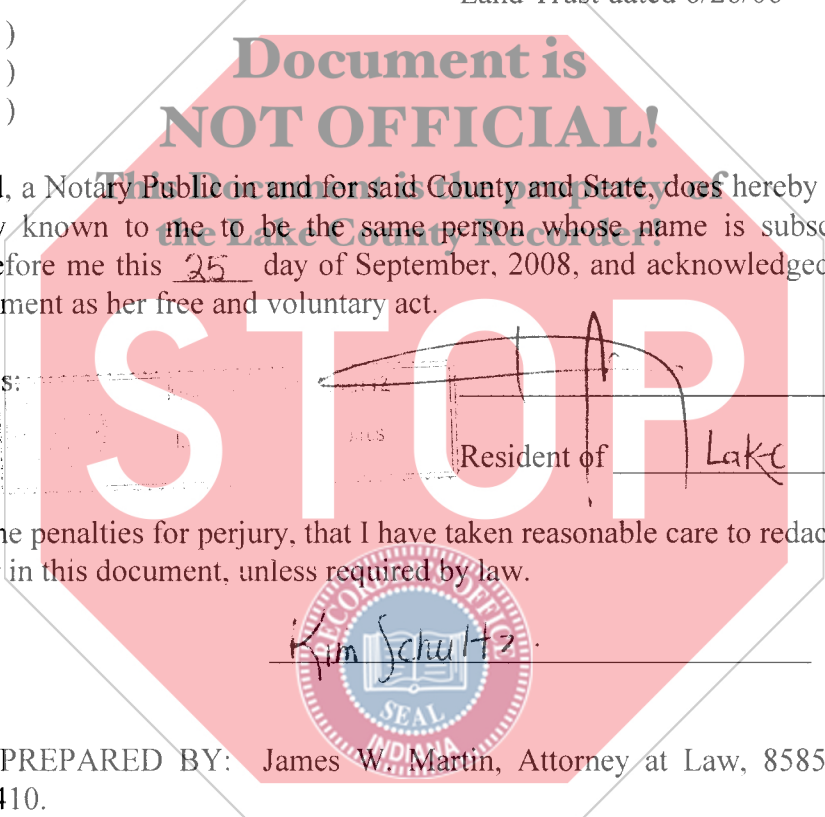 Land Trust dated 6/26/06
)
)
)
Document is
NOT OFFICIAL!
This Document is the property of
the Lake County Recorder!
, a Notary Public in and for said County and State, does hereby
known to me to be the same person whose name is
efore me this 25 day of September, 2008, and acknowledged
ment as her free and voluntary act.
s:
STOP
Resident of Lake
ne penalties for perjury, that I have taken reasonable care to redac
in this document, unless required by law.
Kim Schultz
RECORDER'S OFFICE
SEAL
INDIANA
PREPARED BY: James W. Martin, Attorney at Law, 8585
410.